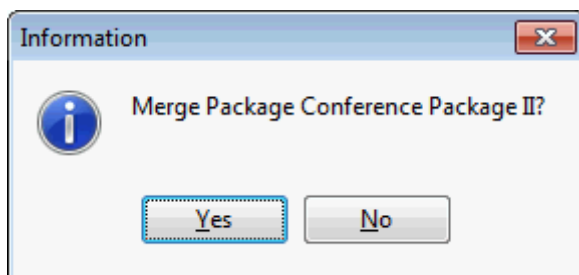 Information
Merge Package Conference Package II?
Yes
No